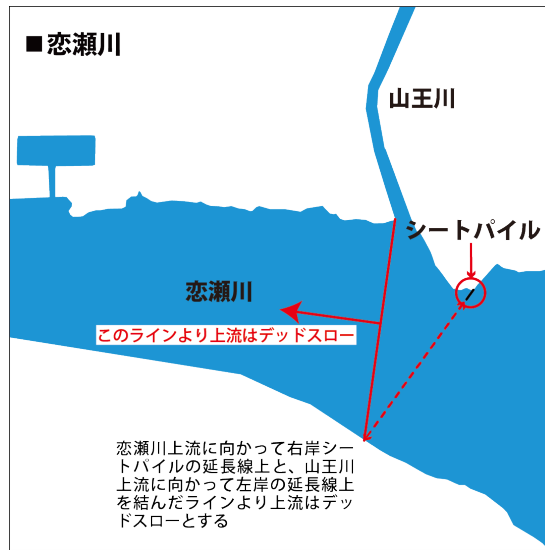 ■恋瀬川
山王川
シートパイル
恋瀬川
このラインより上流はデッドスロー
恋瀬川上流に向かって右岸シー
トパイルの延長線上と、山王川
上流に向かって左岸の延長線上
を結んだラインより上流はデッ
ドスローとする